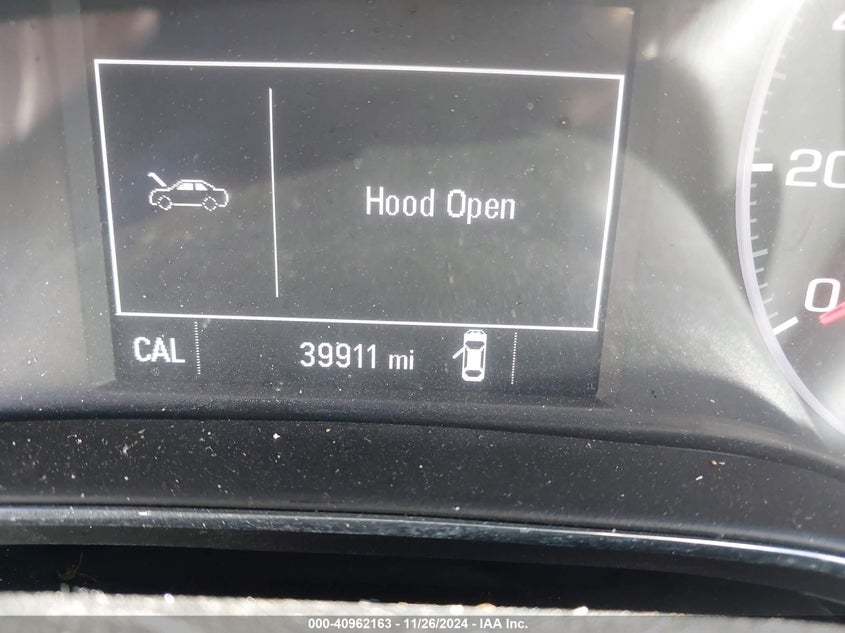 Hood Open
20
0
CAL
39911 mi
000-40962163 - 11/26/2024 - IAA Inc.